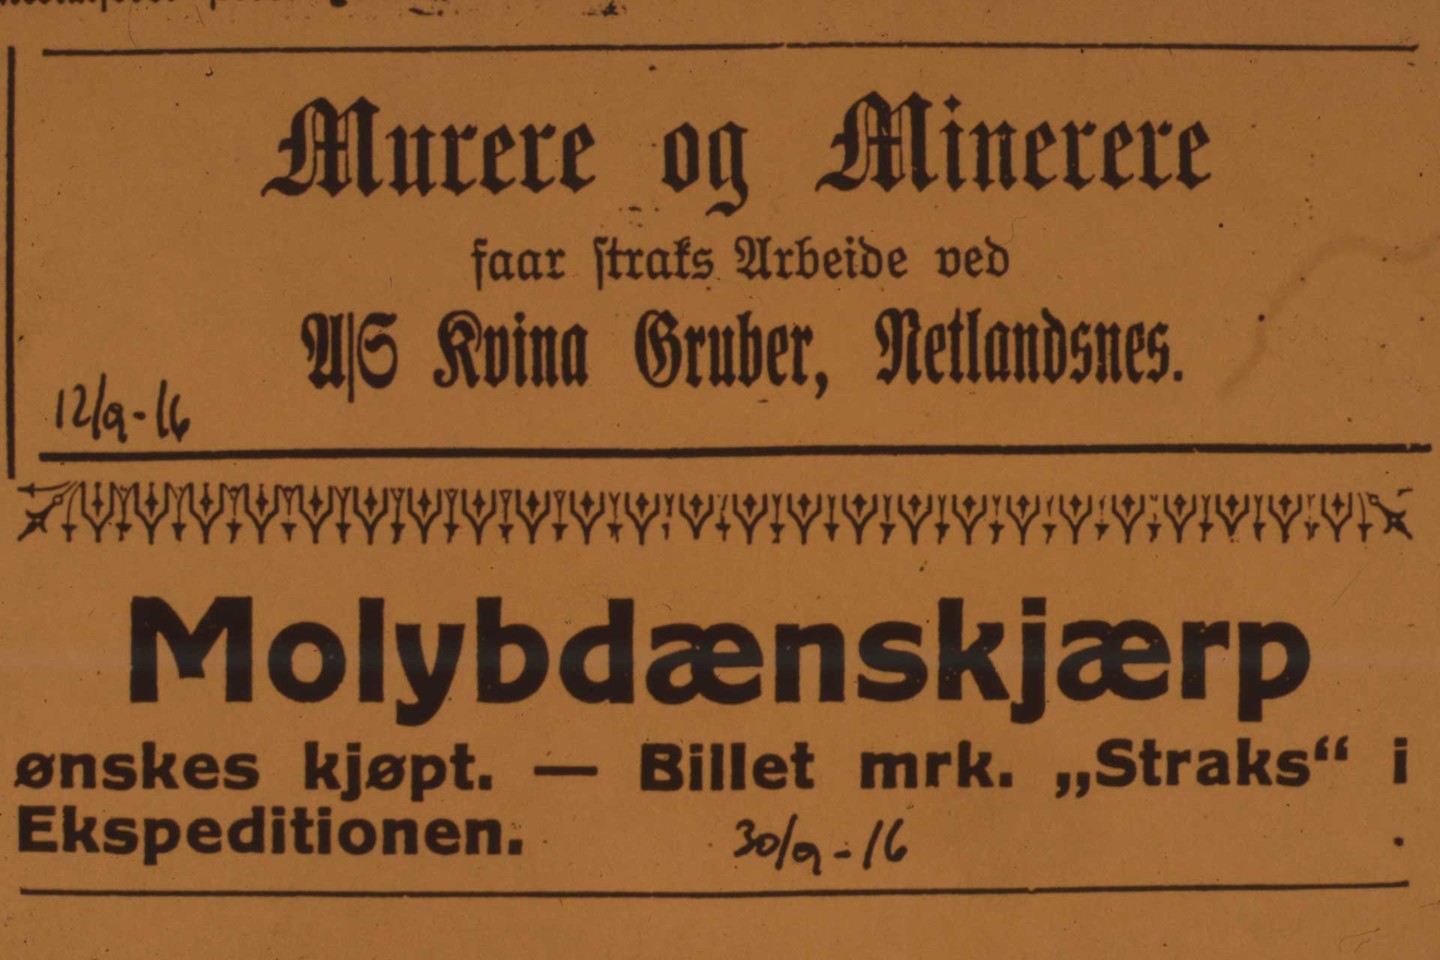 Murere og Minerere
faar straks Arbeide ved
A/S Kvina Gruber, Netlandsnes.
12/9-16
Molybdænskjærp
ønskes kjøpt. — Billet mrk. „Straks“ i
Ekspeditionen.
30/9-16